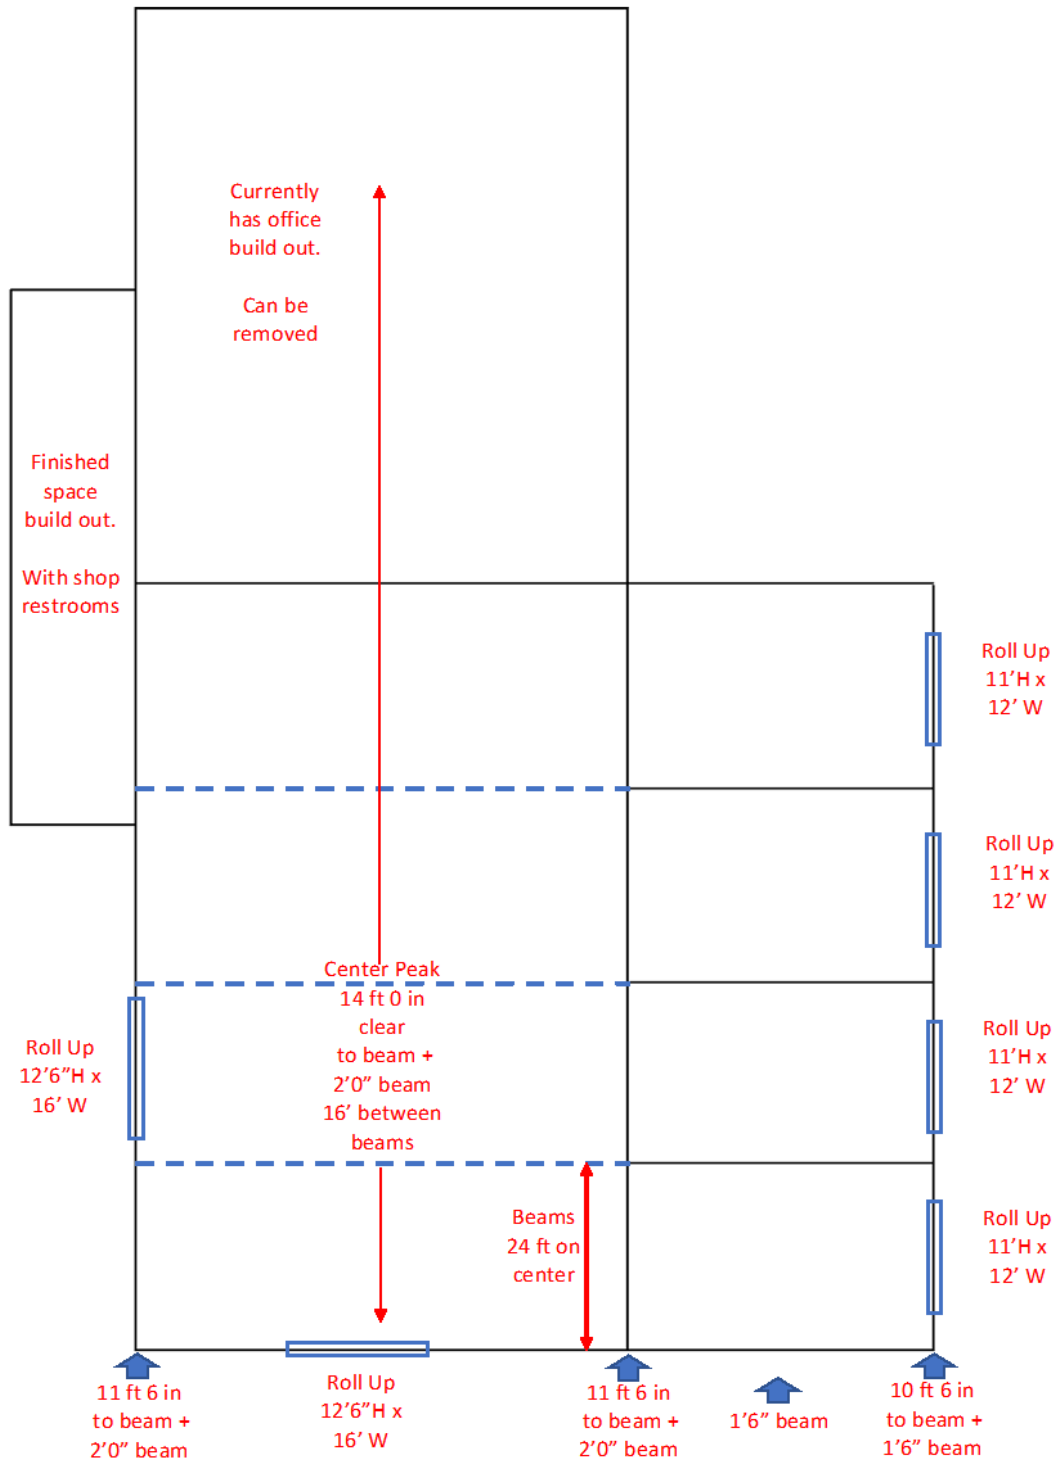 Currently
has office
build out.
Can be
removed
Finished
space
build out.
With shop
restrooms
Roll Up
11’H x
12’ W
Roll Up
11’H x
12’ W
Center Peak
14 ft 0 in
clear
to beam +
2’0” beam
16’ between
beams
Roll Up
12’6”H x
16’ W
Roll Up
11’H x
12’ W
Beams
24 ft on
center
Roll Up
11’H x
12’ W
11 ft 6 in
to beam +
2’0” beam
Roll Up
12’6”H x
16’ W
11 ft 6 in
to beam +
2’0” beam
1’6” beam
10 ft 6 in
to beam +
1’6” beam